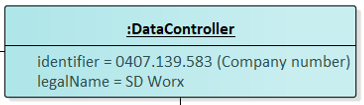 :DataController
identifier = 0407.139.583 (Company number)
legalName = SD Worx